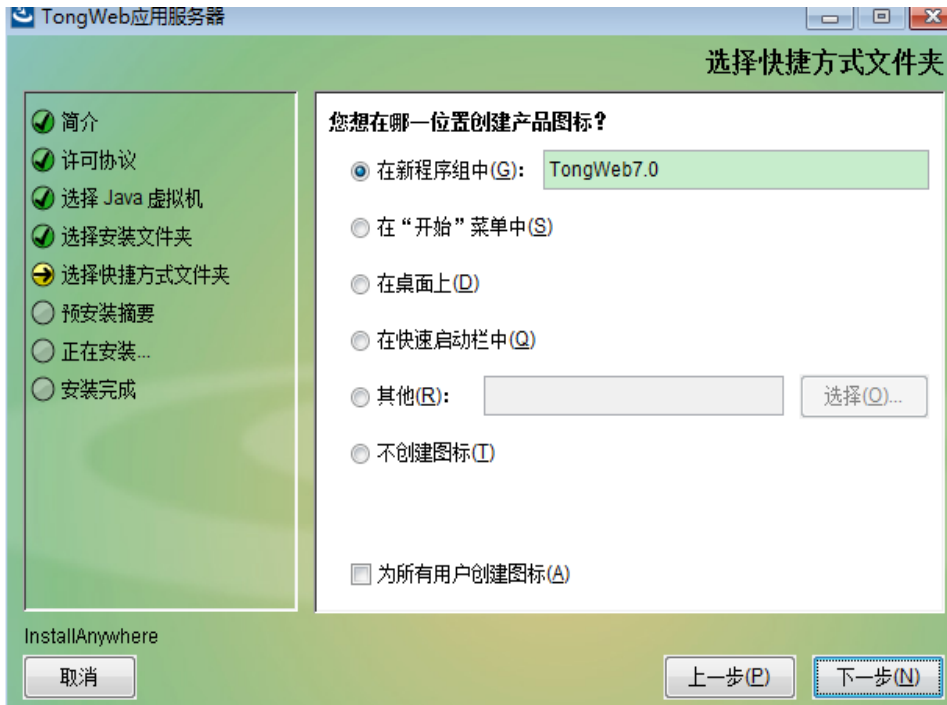 TongWeb应用服务器
选择快捷方式文件夹
简介
许可协议
选择 Java 虚拟机
选择安装文件夹
选择快捷方式文件夹
预安装摘要
正在安装...
安装完成
您想在哪一位置创建产品图标?
在新程序组中(G): TongWeb7.0
在“开始”菜单中(S)
在桌面上(D)
在快速启动栏中(Q)
其他(R): 选择(O)...
不创建图标(T)
为所有用户创建图标(A)
InstallAnywhere
取消 上一步(P) 下一步(N)